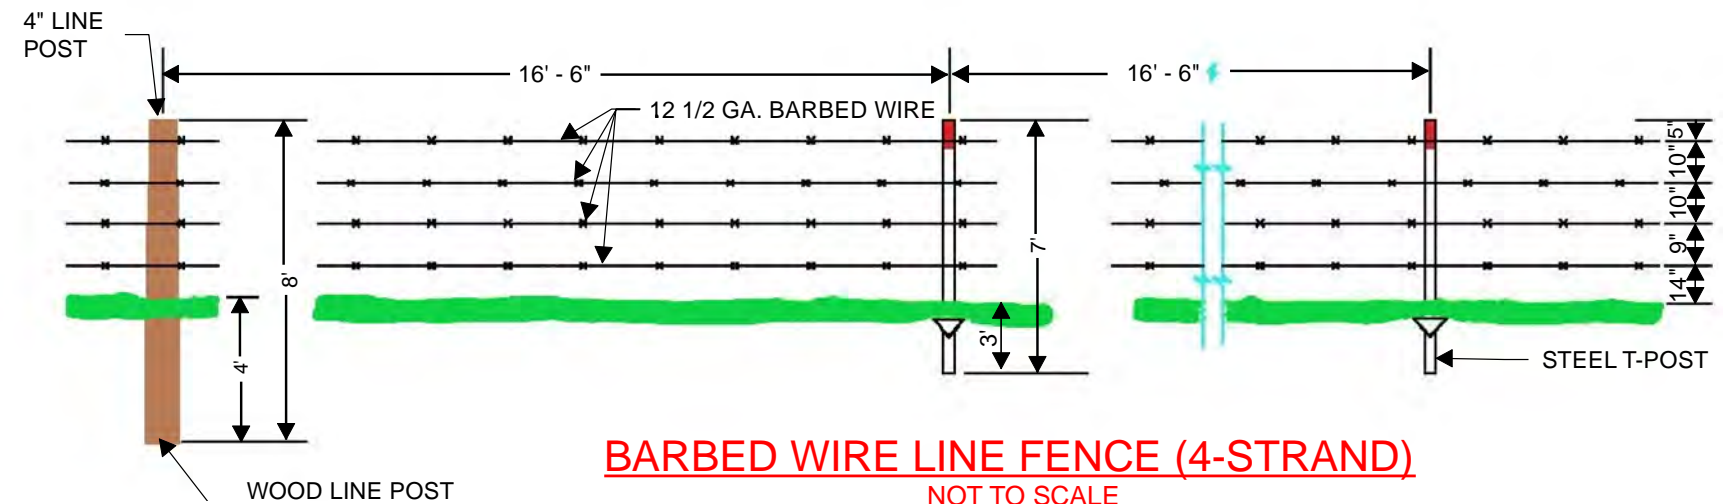 4" LINE
POST
16' - 6"
16' - 6"
12 1/2 GA. BARBED WIRE
5"
10"
10"
9"
14"
8'
7'
4'
3'
STEEL T-POST
BARBED WIRE LINE FENCE (4-STRAND)
NOT TO SCALE
WOOD LINE POST